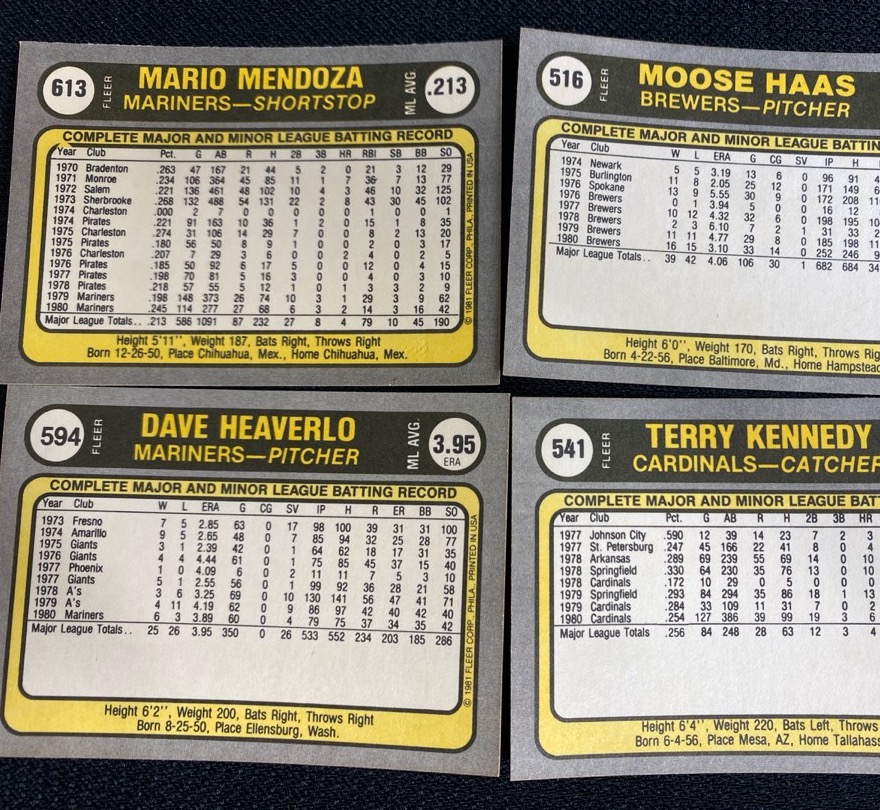 613
FLEER
MARIO MENDOZA
MARINERS—SHORTSTOP
ML AVG
.213
COMPLETE MAJOR AND MINOR LEAGUE BATTING RECORD
Year Club Pct. G AB R H 2B 3B HR RBI SB BB SO
1970 Bradenton .263 47 167 21 44 5 2 0 21 3 12 29
1971 Monroe .234 106 364 45 85 11 2 7 36 7 13 77
1972 Salem .221 136 461 48 102 10 4 3 46 10 32 125
1973 Sherbrooke .268 132 488 54 131 22 2 8 43 30 45 102
1974 Charleston .000 2 7 0 0 0 0 0 1 0 0 1
1974 Pirates .221 91 163 10 36 1 2 0 15 1 8 35
1975 Charleston .274 31 106 14 29 7 0 0 8 2 13 20
1975 Pirates .180 56 50 8 9 1 0 0 2 0 3 17
1976 Charleston .207 7 29 3 6 0 0 2 4 0 2 5
1976 Pirates .185 50 92 6 17 5 0 0 12 0 4 15
1977 Pirates .198 70 81 5 16 3 0 0 4 0 3 10
1978 Pirates .218 57 55 5 12 1 0 1 3 3 2 9
1979 Mariners .198 148 373 26 74 10 3 1 29 3 9 62
1980 Mariners .245 114 277 27 68 6 3 2 14 3 16 42
Major League Totals.. .213 586 1091 87 232 27 8 4 79 10 45 190
Height 5'11", Weight 187, Bats Right, Throws Right
Born 12-26-50, Place Chihuahua, Mex., Home Chihuahua, Mex.
© 1981 FLEER CORP. PHILA. PRINTED IN USA
516
FLEER
MOOSE HAAS
BREWERS—PITCHER
COMPLETE MAJOR AND MINOR LEAGUE BATTIN
Year Club W L ERA G CG SV IP H
1974 Newark 5 5 3.19 13 6 0 96 91
1975 Burlington 11 8 2.05 25 12 0 171 149
1976 Spokane 13 9 5.55 30 9 0 172 208
1976 Brewers 0 1 3.94 5 0 0 16 12
1977 Brewers 10 12 4.32 32 6 0 198 195
1978 Brewers 2 3 6.10 7 2 1 31 33
1979 Brewers 11 11 4.77 29 8 0 185 198
1980 Brewers 16 15 3.10 33 14 0 252 246
Major League Totals... 39 42 4.06 106 30 1 682 684
Height 6'0", Weight 170, Bats Right, Throws Rig
Born 4-22-56, Place Baltimore, Md., Home Hampstead
594
FLEER
DAVE HEAVERLO
MARINERS—PITCHER
ML AVG
3.95
ERA
COMPLETE MAJOR AND MINOR LEAGUE BATTING RECORD
Year Club W L ERA G CG SV IP H R ER BB SO
1973 Fresno 7 5 2.85 63 0 17 98 100 39 31 31 100
1974 Amarillo 9 5 2.65 48 0 7 85 94 32 25 28 77
1975 Giants 3 1 2.39 42 0 1 64 62 18 17 31 35
1976 Giants 4 4 4.44 61 0 1 75 85 45 37 15 40
1977 Phoenix 1 0 4.09 6 0 2 11 11 7 5 3 10
1977 Giants 5 1 2.55 56 0 1 99 92 36 28 21 58
1978 A's 3 6 3.25 69 0 10 130 141 56 47 41 71
1979 A's 4 11 4.19 62 0 9 86 97 42 40 42 40
1980 Mariners 6 3 3.89 60 0 4 79 75 37 34 35 42
Major League Totals.. 25 26 3.95 350 0 26 533 552 234 203 185 286
Height 6'2", Weight 200, Bats Right, Throws Right
Born 8-25-50, Place Ellensburg, Wash.
© 1981 FLEER CORP. PHILA. PRINTED IN USA
541
FLEER
TERRY KENNEDY
CARDINALS—CATCHER
COMPLETE MAJOR AND MINOR LEAGUE BAT
Year Club Pct. G AB R H 2B 3B HR
1977 Johnson City .590 12 39 14 23 7 2 3
1977 St. Petersburg .247 45 166 22 41 8 0 4
1978 Arkansas .289 69 239 55 69 14 0 10
1978 Springfield .330 64 230 35 76 13 0 10
1978 Cardinals .172 10 29 0 5 0 0 0
1979 Springfield .293 84 294 35 86 18 1 13
1979 Cardinals .284 33 109 11 31 7 0 2
1980 Cardinals .254 127 386 39 99 19 3 6
Major League Totals .256 84 248 28 63 12 3 4
Height 6'4", Weight 220, Bats Left, Throws
Born 6-4-56, Place Mesa, AZ, Home Tallahass